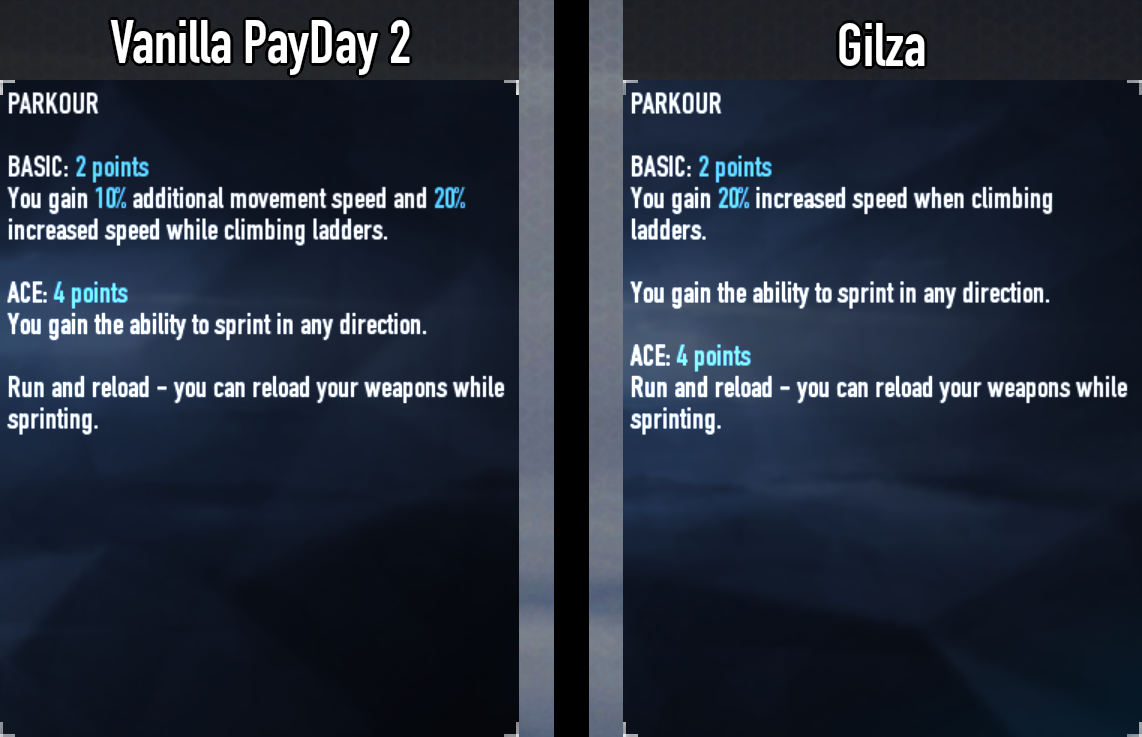 Vanilla PayDay 2
PARKOUR
BASIC: 2 points
You gain 10% additional movement speed and 20%
increased speed while climbing ladders.
ACE: 4 points
You gain the ability to sprint in any direction.
Run and reload - you can reload your weapons while
sprinting.
Gilza
PARKOUR
BASIC: 2 points
You gain 20% increased speed when climbing
ladders.
You gain the ability to sprint in any direction.
ACE: 4 points
Run and reload - you can reload your weapons while
sprinting.